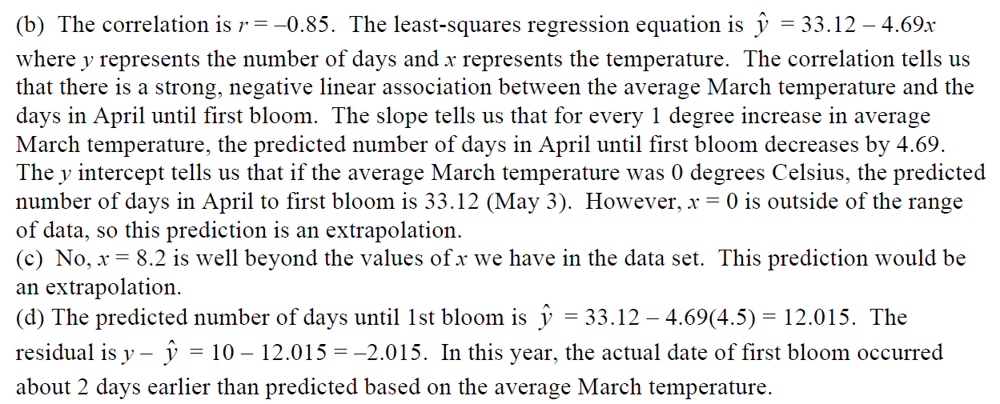 (b) The correlation is r = –0.85. The least-squares regression equation is ŷ = 33.12 – 4.69x
where y represents the number of days and x represents the temperature. The correlation tells us
that there is a strong, negative linear association between the average March temperature and the
days in April until first bloom. The slope tells us that for every 1 degree increase in average
March temperature, the predicted number of days in April until first bloom decreases by 4.69.
The y intercept tells us that if the average March temperature was 0 degrees Celsius, the predicted
number of days in April to first bloom is 33.12 (May 3). However, x = 0 is outside of the range
of data, so this prediction is an extrapolation.
(c) No, x = 8.2 is well beyond the values of x we have in the data set. This prediction would be
an extrapolation.
(d) The predicted number of days until 1st bloom is ŷ = 33.12 – 4.69(4.5) = 12.015. The
residual is y – ŷ = 10 – 12.015 = –2.015. In this year, the actual date of first bloom occurred
about 2 days earlier than predicted based on the average March temperature.